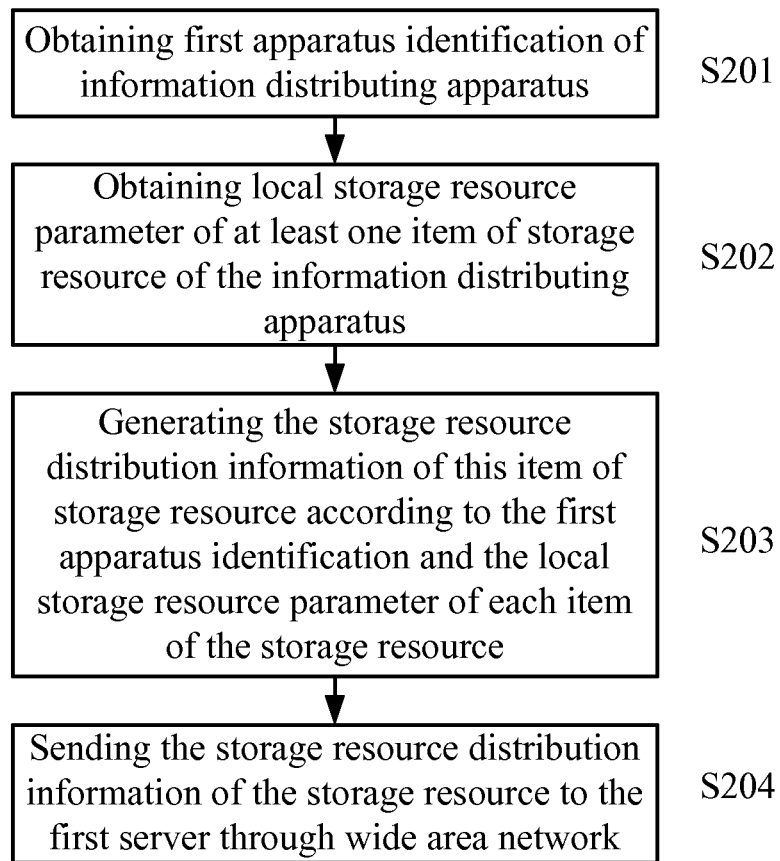 Obtaining first apparatus identification of
information distributing apparatus
S201
Obtaining local storage resource
parameter of at least one item of storage
resource of the information distributing
apparatus
S202
Generating the storage resource
distribution information of this item of
storage resource according to the first
apparatus identification and the local
storage resource parameter of each item
of the storage resource
S203
Sending the storage resource distribution
information of the storage resource to the
first server through wide area network
S204